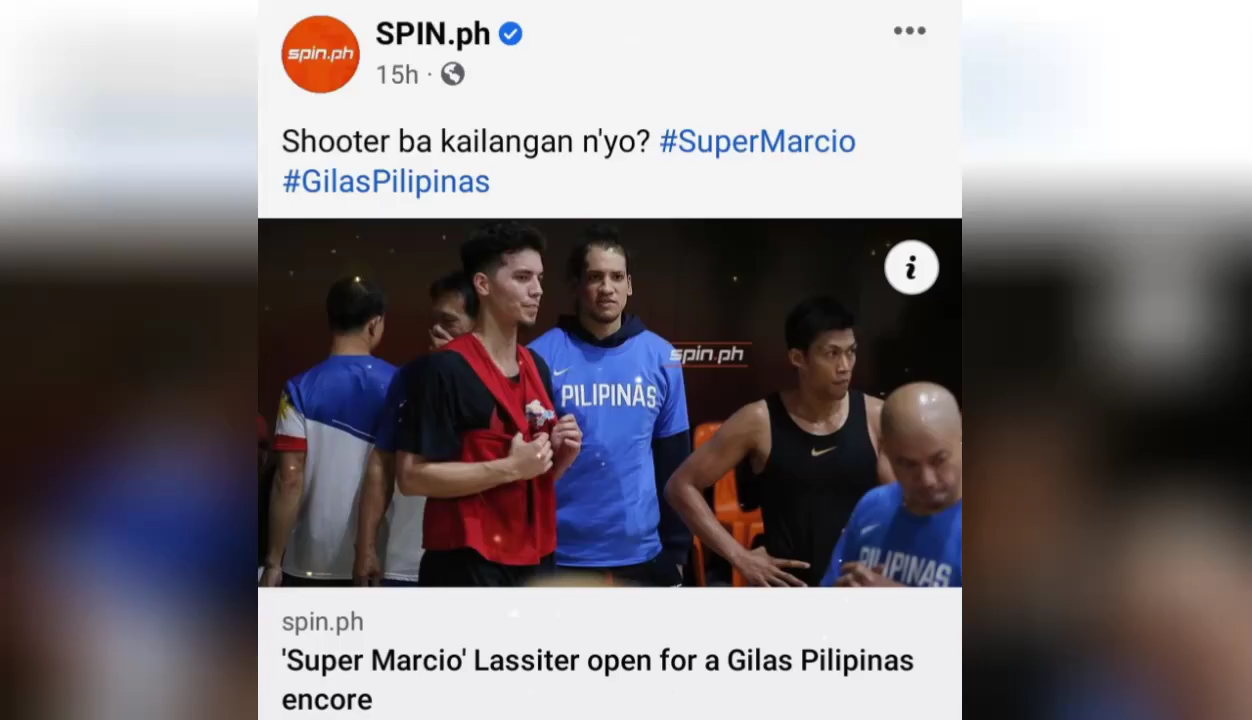 spin.ph
SPIN.ph
15h ·
Shooter ba kailangan n'yo? #SuperMarcio
#GilasPilipinas
i
spin.ph
PILIPINAS
PILIPINAS
spin.ph
'Super Marcio' Lassiter open for a Gilas Pilipinas
encore